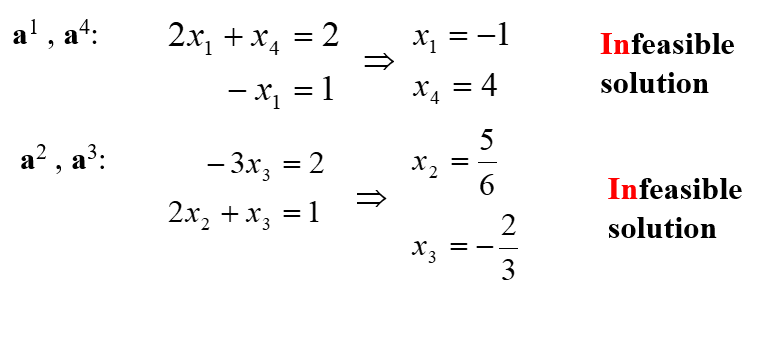 a¹ , a⁴: 2x₁ + x₄ = 2 ⇒ x₁ = −1 Infeasible
− x₁ = 1 x₄ = 4 solution
a² , a³: − 3x₃ = 2 ⇒ x₂ = 5/6 Infeasible
2x₂ + x₃ = 1 x₃ = − 2/3 solution